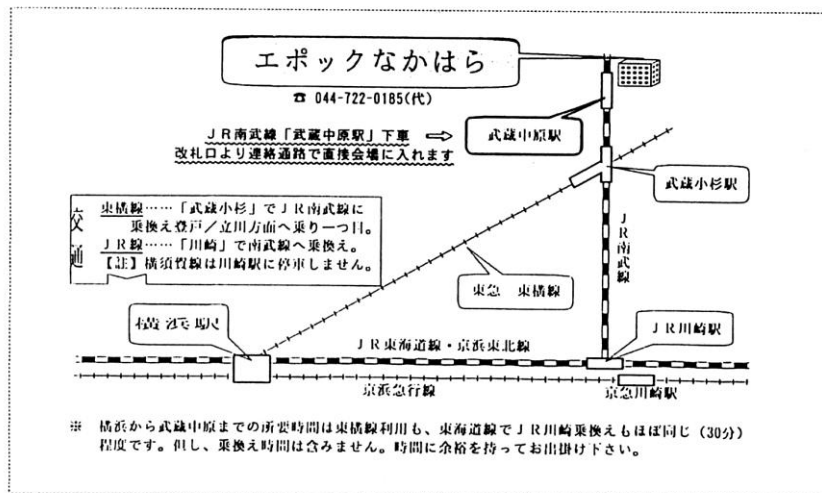 エポックなかはら
☎ 044-722-0185(代)
JR南武線「武蔵中原駅」下車 ⇨
改札口より連絡通路で直接会場に入れます
武蔵中原駅
武蔵小杉駅
交通
東横線……「武蔵小杉」でJR南武線に
乗換え登戸/立川方面へ乗り一つ目。
JR線……「川崎」で南武線へ乗換え。
【註】横須賀線は川崎駅に停車しません。
JR南武線
東急 東横線
横浜駅
JR川崎駅
JR東海道線・京浜東北線
京浜急行線
京急川崎駅
※ 横浜から武蔵中原までの所要時間は東横線利用も、東海道線でJR川崎乗換えもほぼ同じ(30分)
程度です。但し、乗換え時間は含みません。時間に余裕を持ってお出掛け下さい。